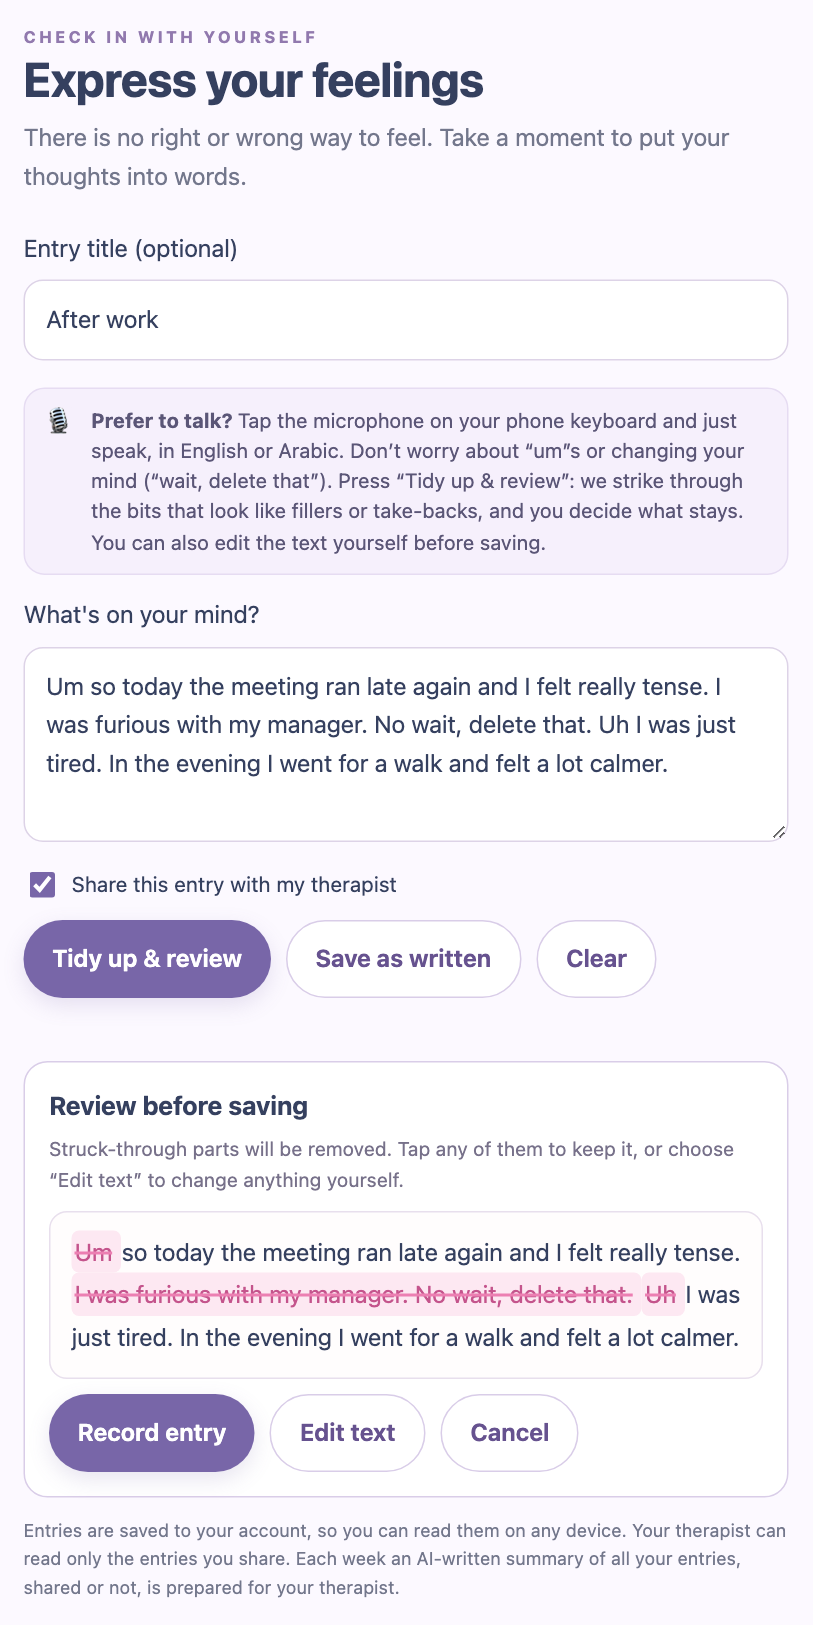 CHECK IN WITH YOURSELF
Express your feelings
There is no right or wrong way to feel. Take a moment to put your
thoughts into words.
Entry title (optional)
After work
Prefer to talk? Tap the microphone on your phone keyboard and just
speak, in English or Arabic. Don’t worry about “um”s or changing your
mind (“wait, delete that”). Press “Tidy up & review”: we strike through
the bits that look like fillers or take-backs, and you decide what stays.
You can also edit the text yourself before saving.
What's on your mind?
Um so today the meeting ran late again and I felt really tense. I
was furious with my manager. No wait, delete that. Uh I was just
tired. In the evening I went for a walk and felt a lot calmer.
Share this entry with my therapist
Tidy up & review Save as written Clear
Review before saving
Struck-through parts will be removed. Tap any of them to keep it, or choose
“Edit text” to change anything yourself.
Um so today the meeting ran late again and I felt really tense.
I was furious with my manager. No wait, delete that. Uh I was
just tired. In the evening I went for a walk and felt a lot calmer.
Record entry Edit text Cancel
Entries are saved to your account, so you can read them on any device. Your therapist can
read only the entries you share. Each week an AI-written summary of all your entries,
shared or not, is prepared for your therapist.